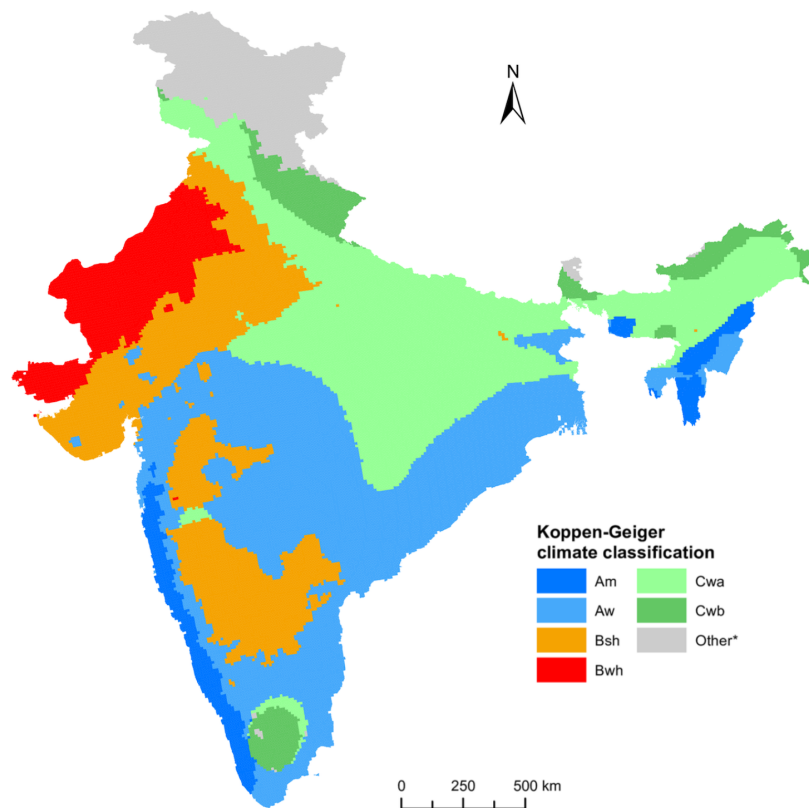 N
Koppen-Geiger
climate classification
Am
Cwa
Aw
Cwb
Bsh
Other*
Bwh
0 250 500 km